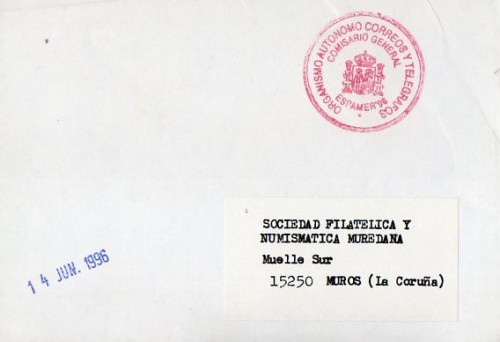 ORGANISMO AUTONOMO CORREOS Y TELEGRAFOS
COMISARIO GENERAL
ESPAMER'96
SOCIEDAD FILATELICA Y
NUMISMATICA MUREDANA
Muelle Sur
15250 MUROS (La Coruña)
14 JUN. 1996